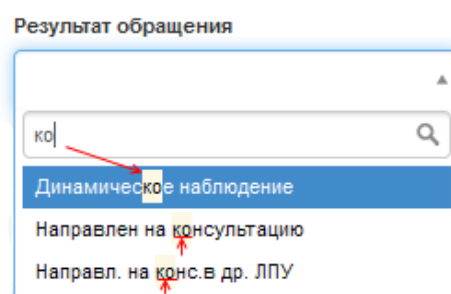 Результат обращения
ко
Динамическое наблюдение
Направлен на консультацию
Направл. на конс.в др. ЛПУ